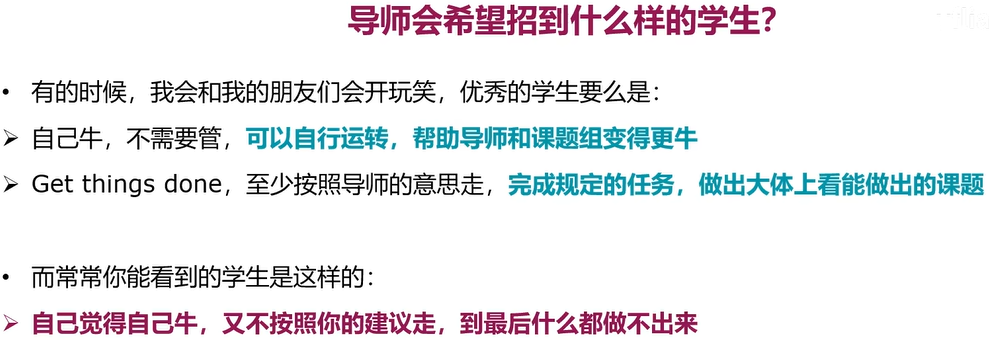 导师会希望招到什么样的学生?
• 有的时候，我会和我的朋友们会开玩笑，优秀的学生要么是：
➢ 自己牛，不需要管，可以自行运转，帮助导师和课题组变得更牛
➢ Get things done，至少按照导师的意思走，完成规定的任务，做出大体上看能做出的课题
• 而常常你能看到的学生是这样的：
➢ 自己觉得自己牛，又不按照你的建议走，到最后什么都做不出来